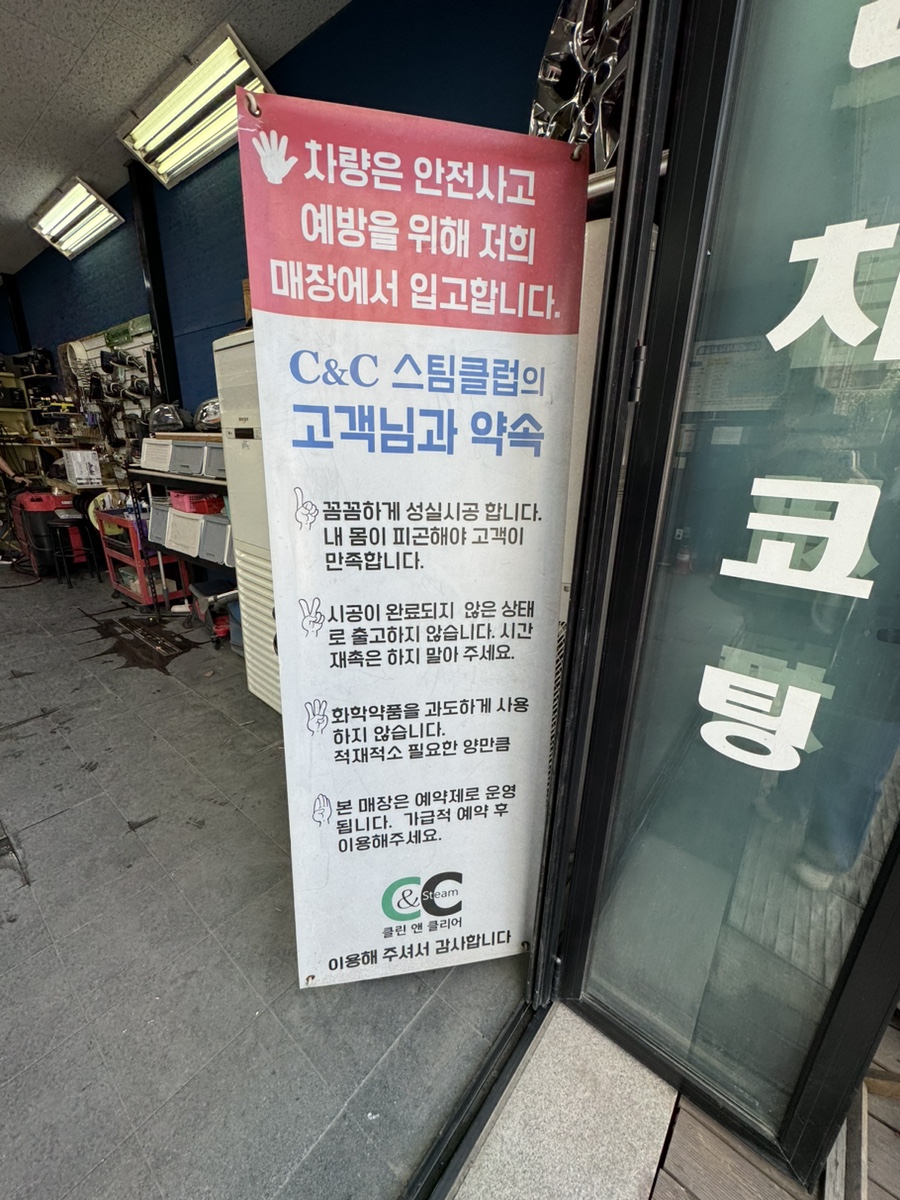 차량은 안전사고
예방을 위해 저희
매장에서 입고합니다.
C&C 스팀클럽의
고객님과 약속
꼼꼼하게 성실시공 합니다.
내 몸이 피곤해야 고객이
만족합니다.
시공이 완료되지 않은 상태
로 출고하지 않습니다. 시간
재촉은 하지 말아 주세요.
화학약품을 과도하게 사용
하지 않습니다.
적재적소 필요한 양만큼
본 매장은 예약제로 운영
됩니다. 가급적 예약 후
이용해주세요.
C&C Steam
클린 앤 클리어
이용해 주셔서 감사합니다
코
팅